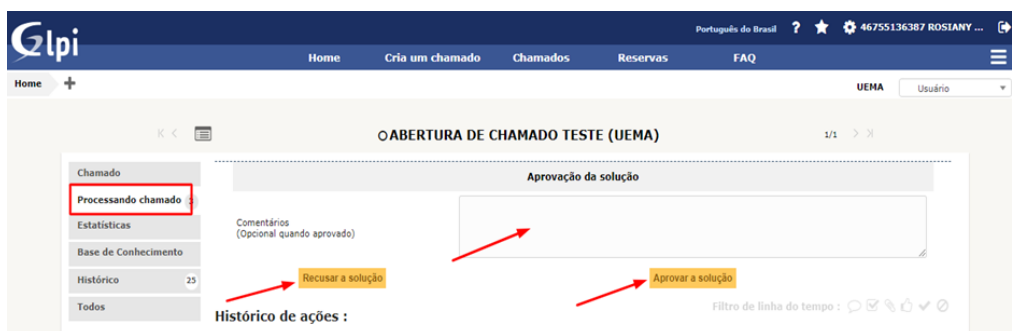 Glpi
Português do Brasil ? 46755136387 ROSIANY ...
Home Cria um chamado Chamados Reservas FAQ
Home + UEMA Usuário
ABERTURA DE CHAMADO TESTE (UEMA) 1/1
Chamado
Processando chamado
Estatísticas
Base de Conhecimento
Histórico 25
Todos
Aprovação da solução
Comentários
(Opcional quando aprovado)
Recusar a solução Aprovar a solução
Filtro de linha do tempo :
Histórico de ações :